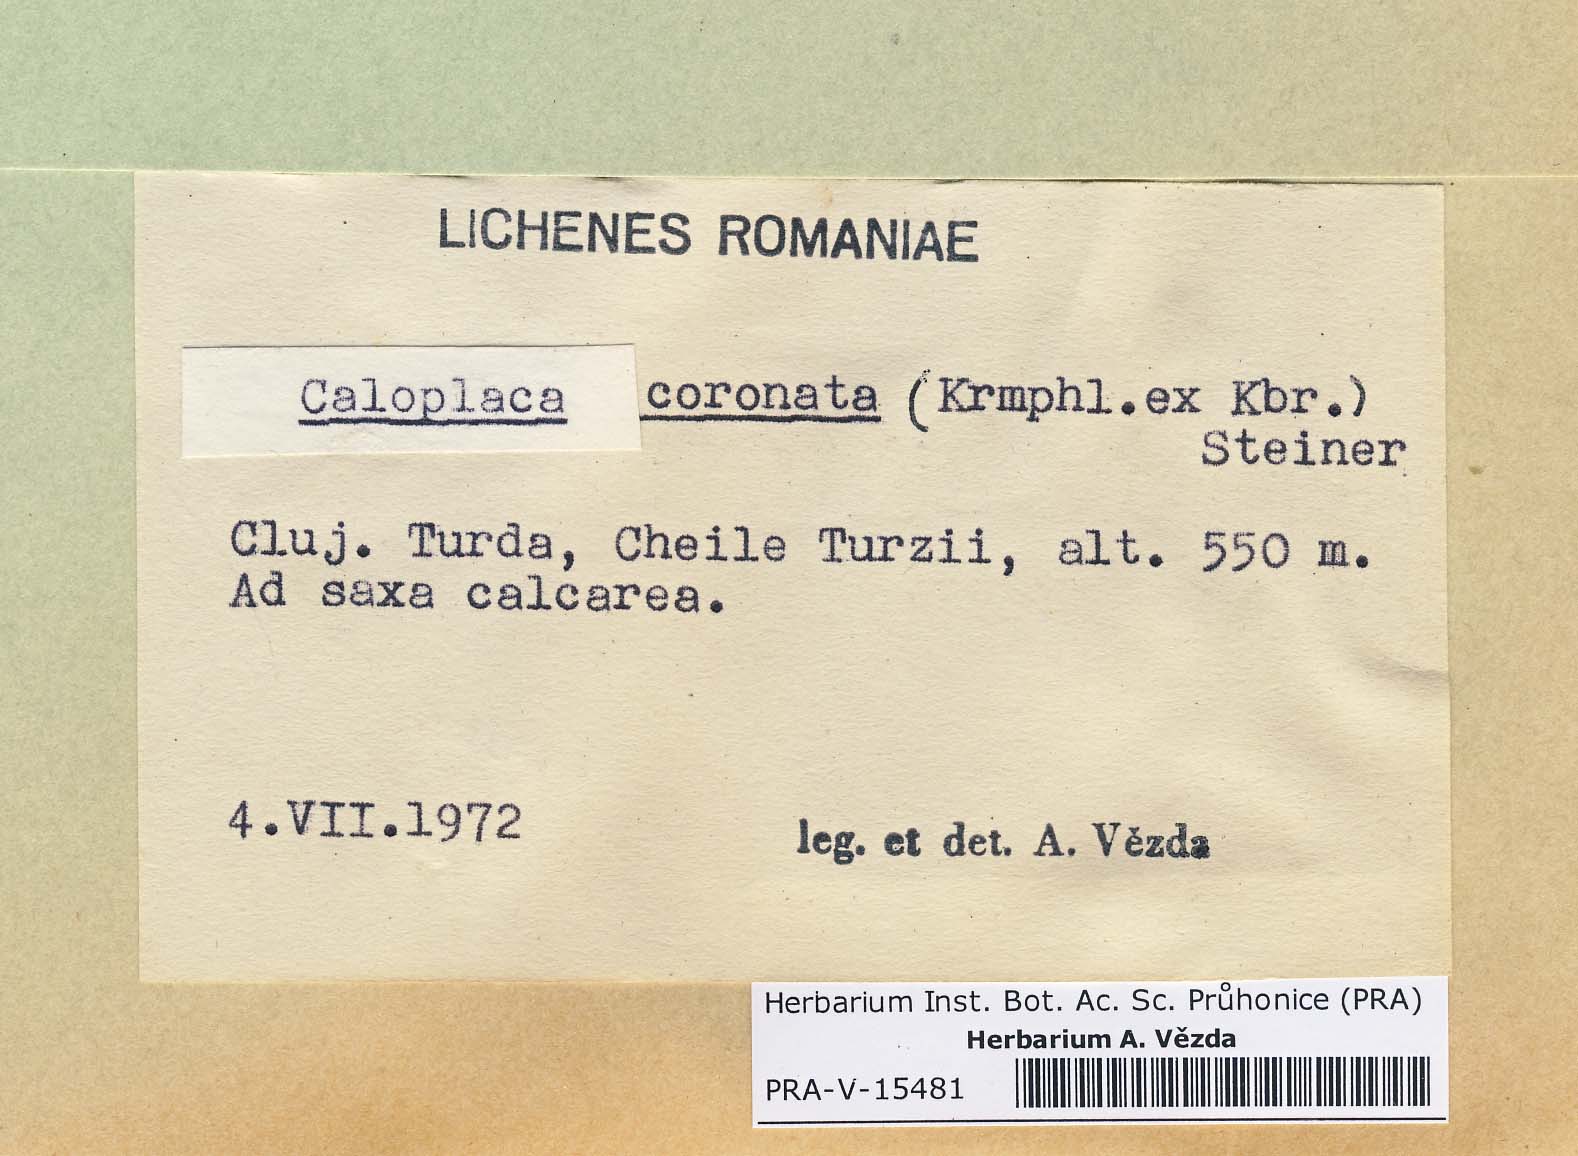 LICHENES ROMANIAE
Caloplaca coronata (Krmphl.ex Kbr.)
Steiner
Cluj. Turda, Cheile Turzii, alt. 550 m.
Ad saxa calcarea.
4.VII.1972
leg. et det. A. Vězda
Herbarium Inst. Bot. Ac. Sc. Průhonice (PRA)
Herbarium A. Vězda
PRA-V-15481